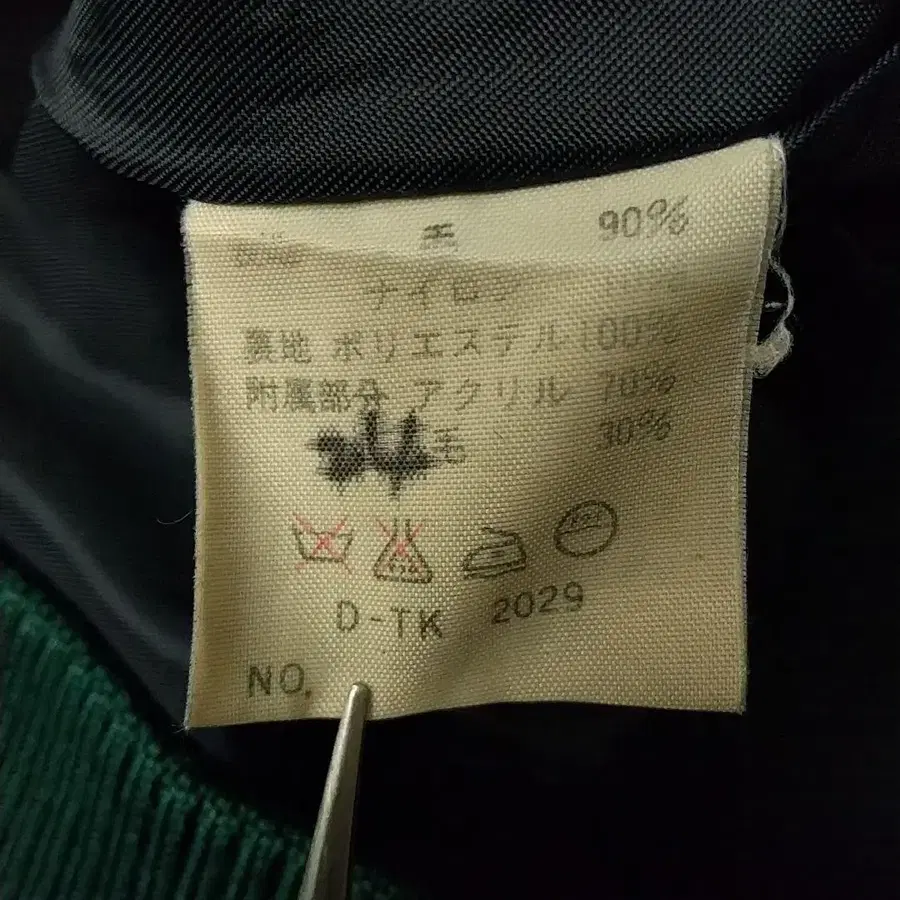 毛 90%
ナイロン
裏地 ポリエステル 100%
附属部分 アクリル 70%
毛 30%
D-TK 2029
NO.